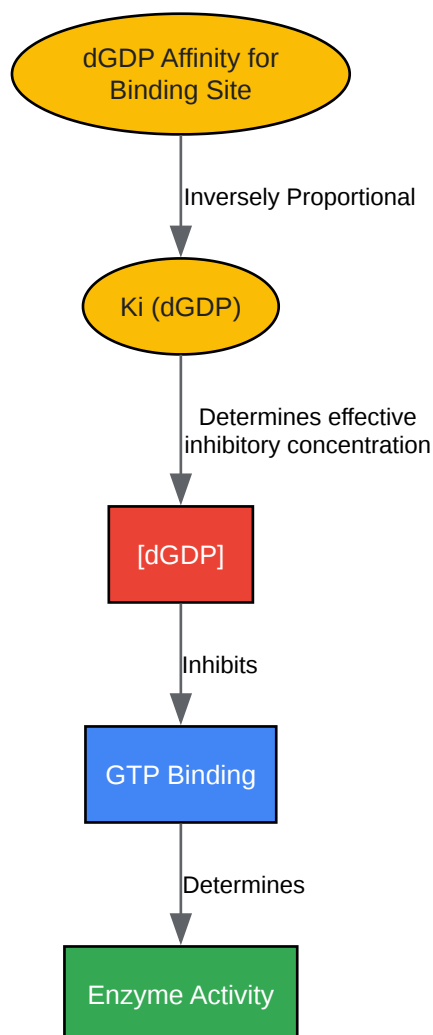 dGDP Affinity for
Binding Site
Inversely Proportional
Ki (dGDP)
Determines effective
inhibitory concentration
[dGDP]
Inhibits
GTP Binding
Determines
Enzyme Activity